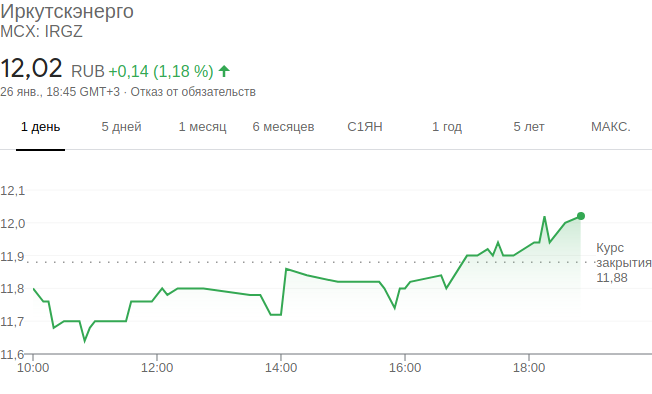 Иркутскэнерго
MCX: IRGZ
12,02 RUB +0,14 (1,18 %)
26 янв., 18:45 GMT+3 · Отказ от обязательств
1 день 5 дней 1 месяц 6 месяцев С1ЯН 1 год 5 лет МАКС.
12,1
12,0
11,9
11,8
11,7
11,6
Курс
закрытия
11,88
10:00 12:00 14:00 16:00 18:00